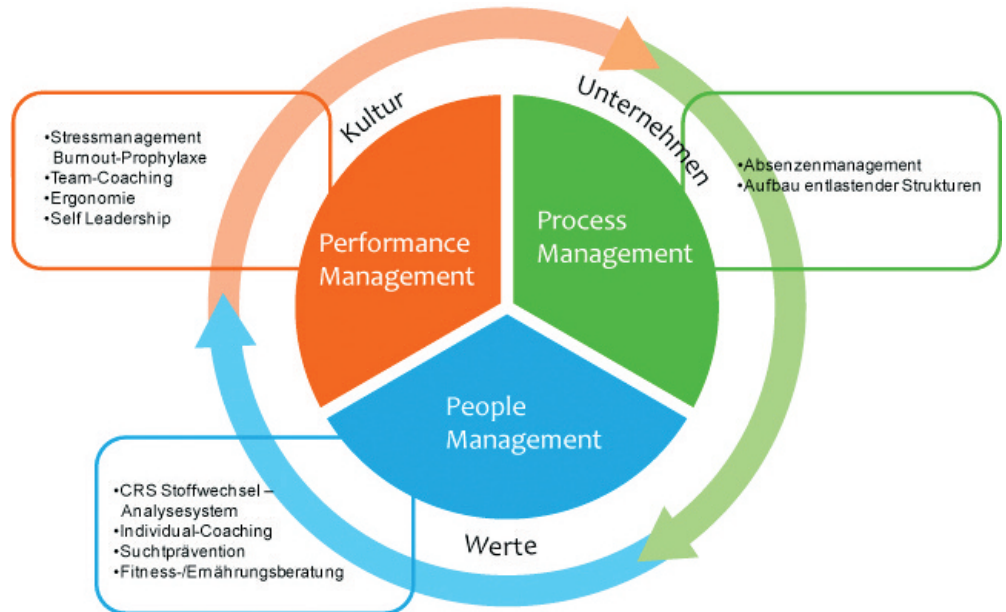 Kultur
Unternehmen
•Stressmanagement
Burnout-Prophylaxe
•Team-Coaching
•Ergonomie
•Self Leadership
•Absenzenmanagement
•Aufbau entlastender Strukturen
Performance
Management
Process
Management
People
Management
•CRS Stoffwechsel –
Analysesystem
•Individual-Coaching
•Suchtprävention
•Fitness-/Ernährungsberatung
Werte